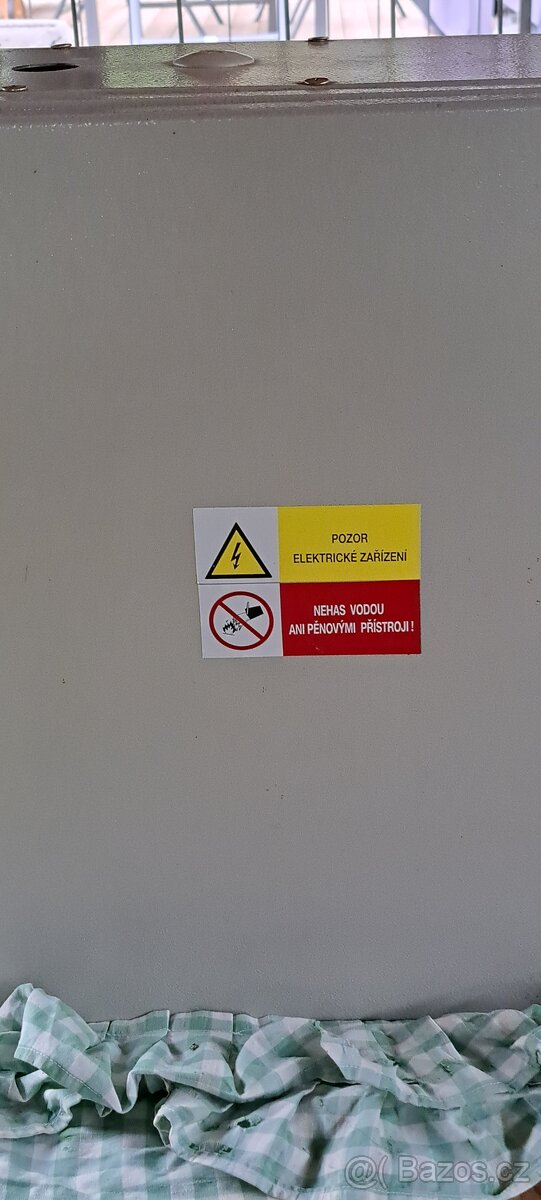 POZOR
ELEKTRICKÉ ZAŘÍZENÍ
NEHAS VODOU
ANI PĚNOVÝMI PŘÍSTROJI!
Bazos.cz